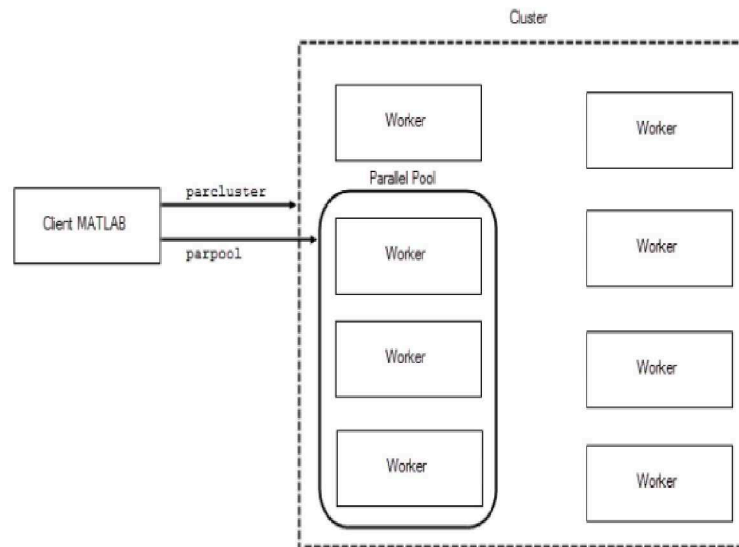 Cluster
Worker
Worker
Parallel Pool
parcluster
Client MATLAB
parpool
Worker
Worker
Worker
Worker
Worker
Worker